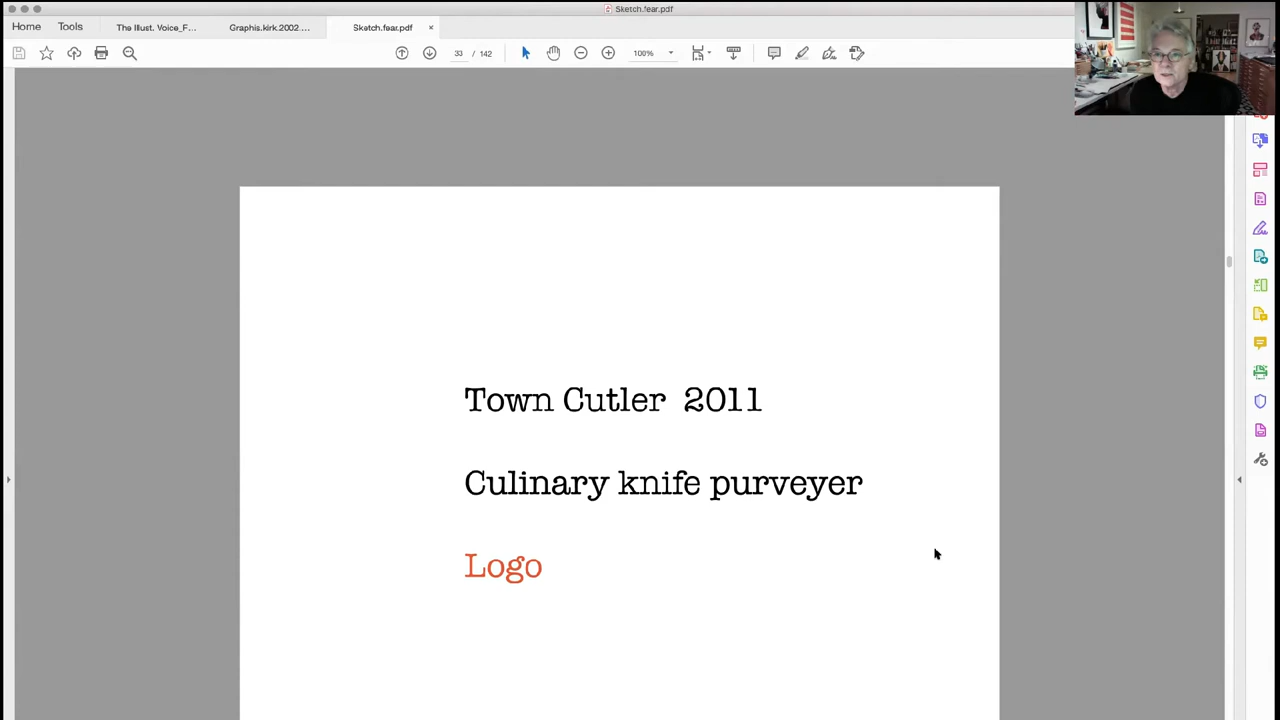 Sketch.fear.pdf
Home
Tools
The Illust. Voice_F...
Graphis.kirk.2002....
Sketch.fear.pdf
×
33 / 142
100%
Town Cutler 2011
Culinary knife purveyer
Logo